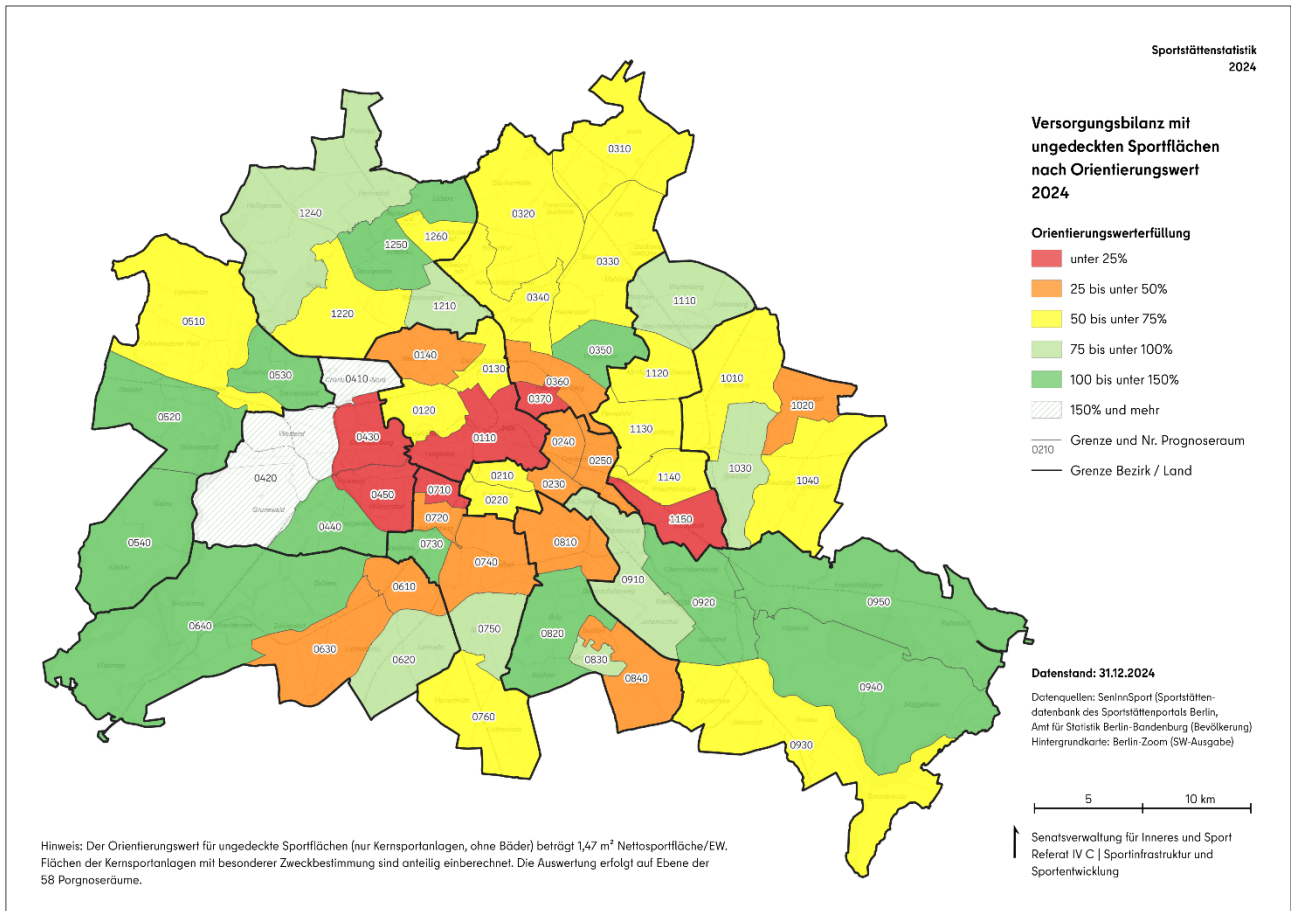 Sportstättenstatistik
2024
Versorgungsbilanz mit
ungedeckten Sportflächen
nach Orientierungswert
2024
Orientierungswerterfüllung
unter 25%
25 bis unter 50%
50 bis unter 75%
75 bis unter 100%
100 bis unter 150%
150% und mehr
Grenze und Nr. Prognoseraum
0210
Grenze Bezirk / Land
0310
1240
0320
1250
1260
0330
1110
0510
1220
1210
0340
0140
0350
0130
0530
0410
0360
1120
1010
0370
1020
0520
0120
0430
0110
0240
1130
0250
0420
0210
1140
1030
1040
0450
0710
0220
0230
0440
0720
1150
0540
0730
0810
0740
0610
0910
0920
0950
0640
0750
0820
0630
0620
0830
0840
0940
0760
0930
Datenstand: 31.12.2024
Datenquellen: SenInnSport (Sportstätten-
datenbank des Sportstättenportals Berlin,
Amt für Statistik Berlin-Brandenburg (Bevölkerung)
Hintergrundkarte: Berlin-Zoom (SW-Ausgabe)
5 10 km
Senatsverwaltung für Inneres und Sport
Referat IV C | Sportinfrastruktur und
Sportentwicklung
Hinweis: Der Orientierungswert für ungedeckte Sportflächen (nur Kernsportanlagen, ohne Bäder) beträgt 1,47 m² Nettosportfläche/EW.
Flächen der Kernsportanlagen mit besonderer Zweckbestimmung sind anteilig einberechnet. Die Auswertung erfolgt auf Ebene der
58 Porgnoseräume.